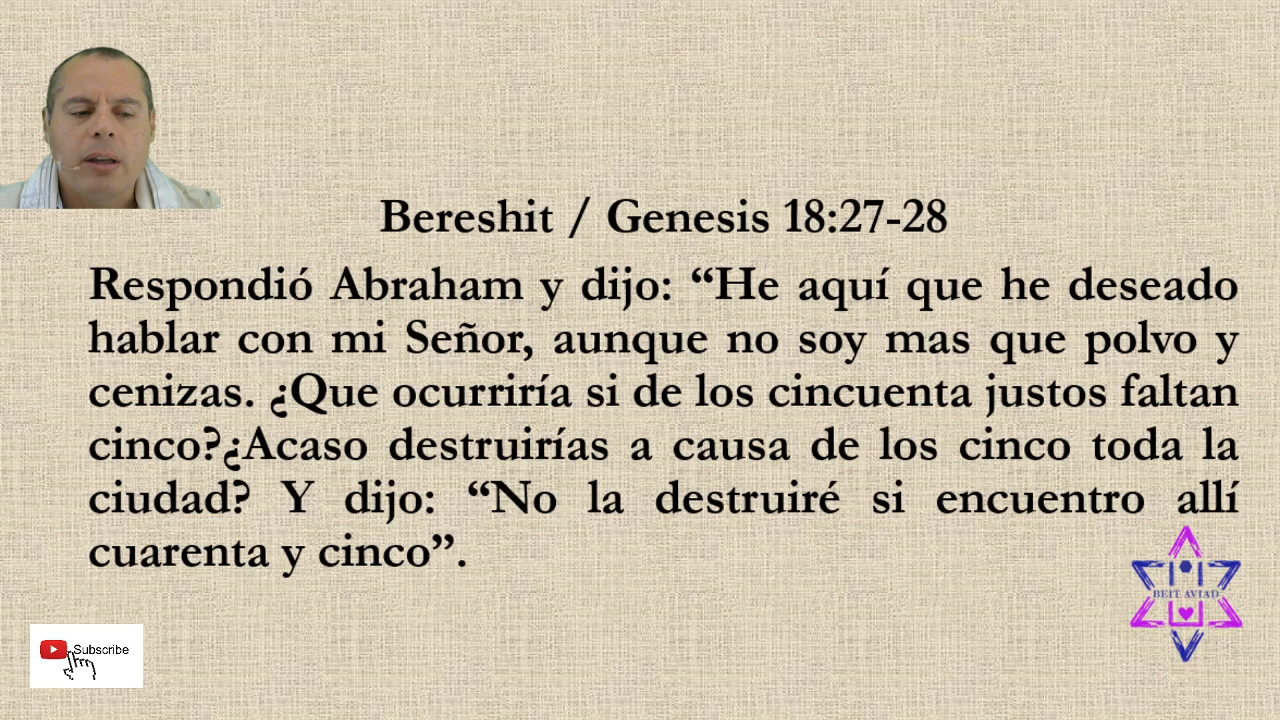 Bereshit / Genesis 18:27-28
Respondió Abraham y dijo: “He aquí que he deseado
hablar con mi Señor, aunque no soy mas que polvo y
cenizas. ¿Que ocurriría si de los cincuenta justos faltan
cinco?¿Acaso destruirías a causa de los cinco toda la
ciudad? Y dijo: “No la destruiré si encuentro allí
cuarenta y cinco”.
BEIT AVIAD
Subscribe